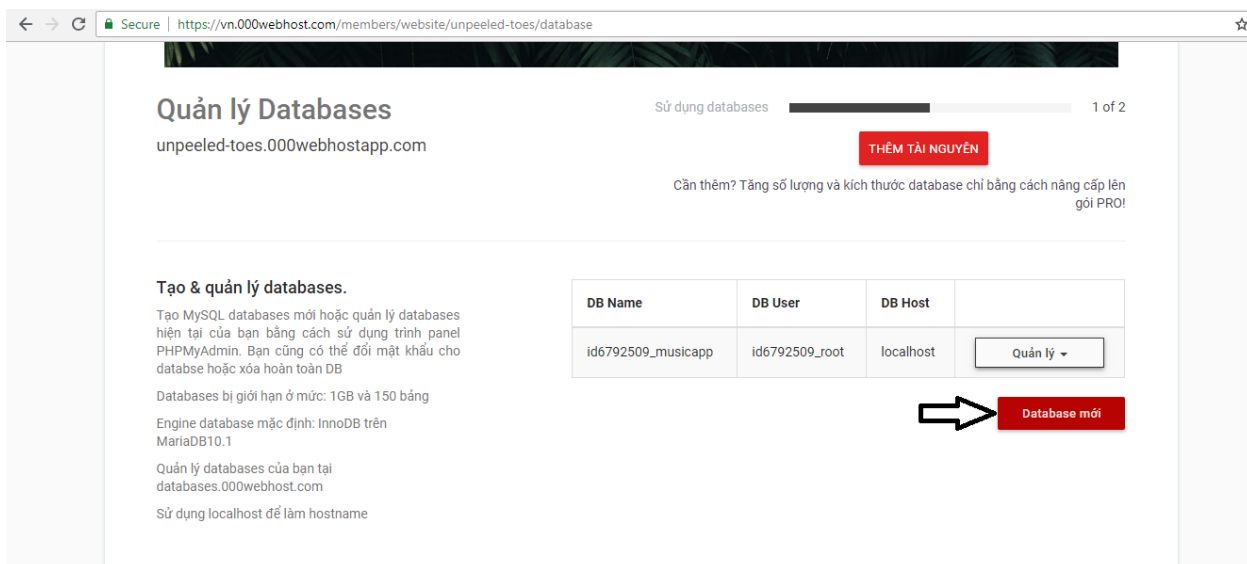 Secure | https://vn.000webhost.com/members/website/unpeeled-toes/database
Quản lý Databases
unpeeled-toes.000webhostapp.com
Sử dụng databases 1 of 2
THÊM TÀI NGUYÊN
Cần thêm? Tăng số lượng và kích thước database chỉ bằng cách nâng cấp lên
gói PRO!
Tạo & quản lý databases.
Tạo MySQL databases mới hoặc quản lý databases
hiện tại của bạn bằng cách sử dụng trình panel
PHPMyAdmin. Bạn cũng có thể đổi mật khẩu cho
databse hoặc xóa hoàn toàn DB
Databases bị giới hạn ở mức: 1GB và 150 bảng
Engine database mặc định: InnoDB trên
MariaDB10.1
Quản lý databases của bạn tại
databases.000webhost.com
Sử dụng localhost để làm hostname
DB Name DB User DB Host
id6792509_musicapp id6792509_root localhost Quản lý
Database mới